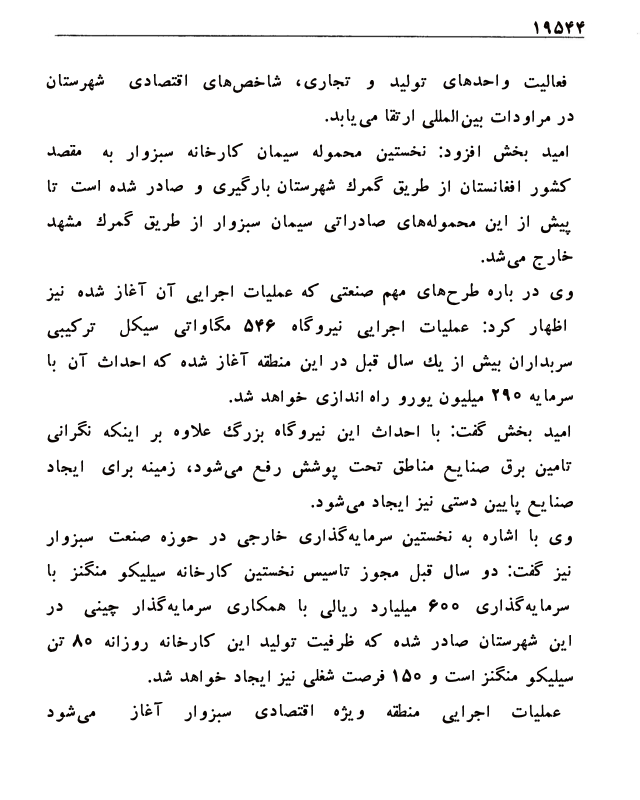 ۱۹۵۴۴
فعالیت واحدهای تولید و تجاری، شاخص‌های اقتصادی شهرستان
در مراودات بین‌المللی ارتقا می‌یابد.
امید بخش افزود: نخستین محموله سیمان کارخانه سبزوار به مقصد
کشور افغانستان از طریق گمرک شهرستان بارگیری و صادر شده است تا
پیش از این محموله‌های صادراتی سیمان سبزوار از طریق گمرک مشهد
خارج می‌شد.
وی در باره طرح‌های مهم صنعتی که عملیات اجرایی آن آغاز شده نیز
اظهار کرد: عملیات اجرایی نیروگاه ۵۴۶ مگاواتی سیکل ترکیبی
سربداران بیش از یک سال قبل در این منطقه آغاز شده که احداث آن با
سرمایه ۲۹۰ میلیون یورو راه اندازی خواهد شد.
امید بخش گفت: با احداث این نیروگاه بزرگ علاوه بر اینکه نگرانی
تامین برق صنایع مناطق تحت پوشش رفع می‌شود، زمینه برای ایجاد
صنایع پایین دستی نیز ایجاد می‌شود.
وی با اشاره به نخستین سرمایه‌گذاری خارجی در حوزه صنعت سبزوار
نیز گفت: دو سال قبل مجوز تاسیس نخستین کارخانه سیلیکو منگنز با
سرمایه‌گذاری ۶۰۰ میلیارد ریالی با همکاری سرمایه‌گذار چینی در
این شهرستان صادر شده که ظرفیت تولید این کارخانه روزانه ۸۰ تن
سیلیکو منگنز است و ۱۵۰ فرصت شغلی نیز ایجاد خواهد شد.
عملیات اجرایی منطقه ویژه اقتصادی سبزوار آغاز می‌شود